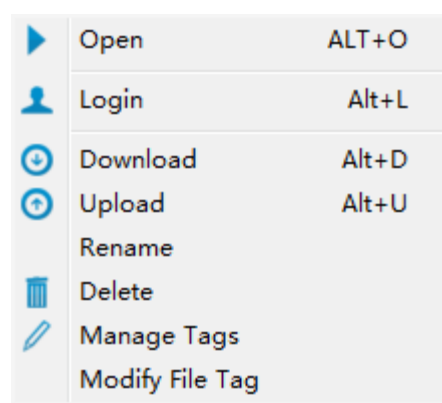 Open ALT+O
Login Alt+L
Download Alt+D
Upload Alt+U
Rename
Delete
Manage Tags
Modify File Tag